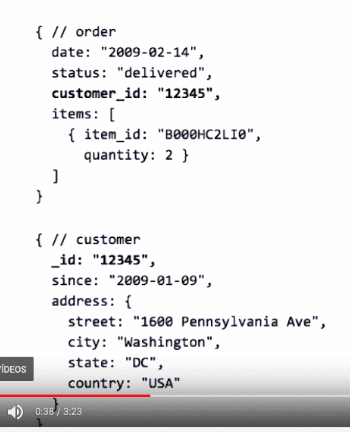 { // order
date: "2009-02-14",
status: "delivered",
customer_id: "12345",
items: [
{ item_id: "B000HC2LI0",
quantity: 2 }
]
}
{ // customer
_id: "12345",
since: "2009-01-09",
address: {
street: "1600 Pennsylvania Ave",
city: "Washington",
state: "DC",
country: "USA"
}
}
ÍDEOS
0:38 / 3:23